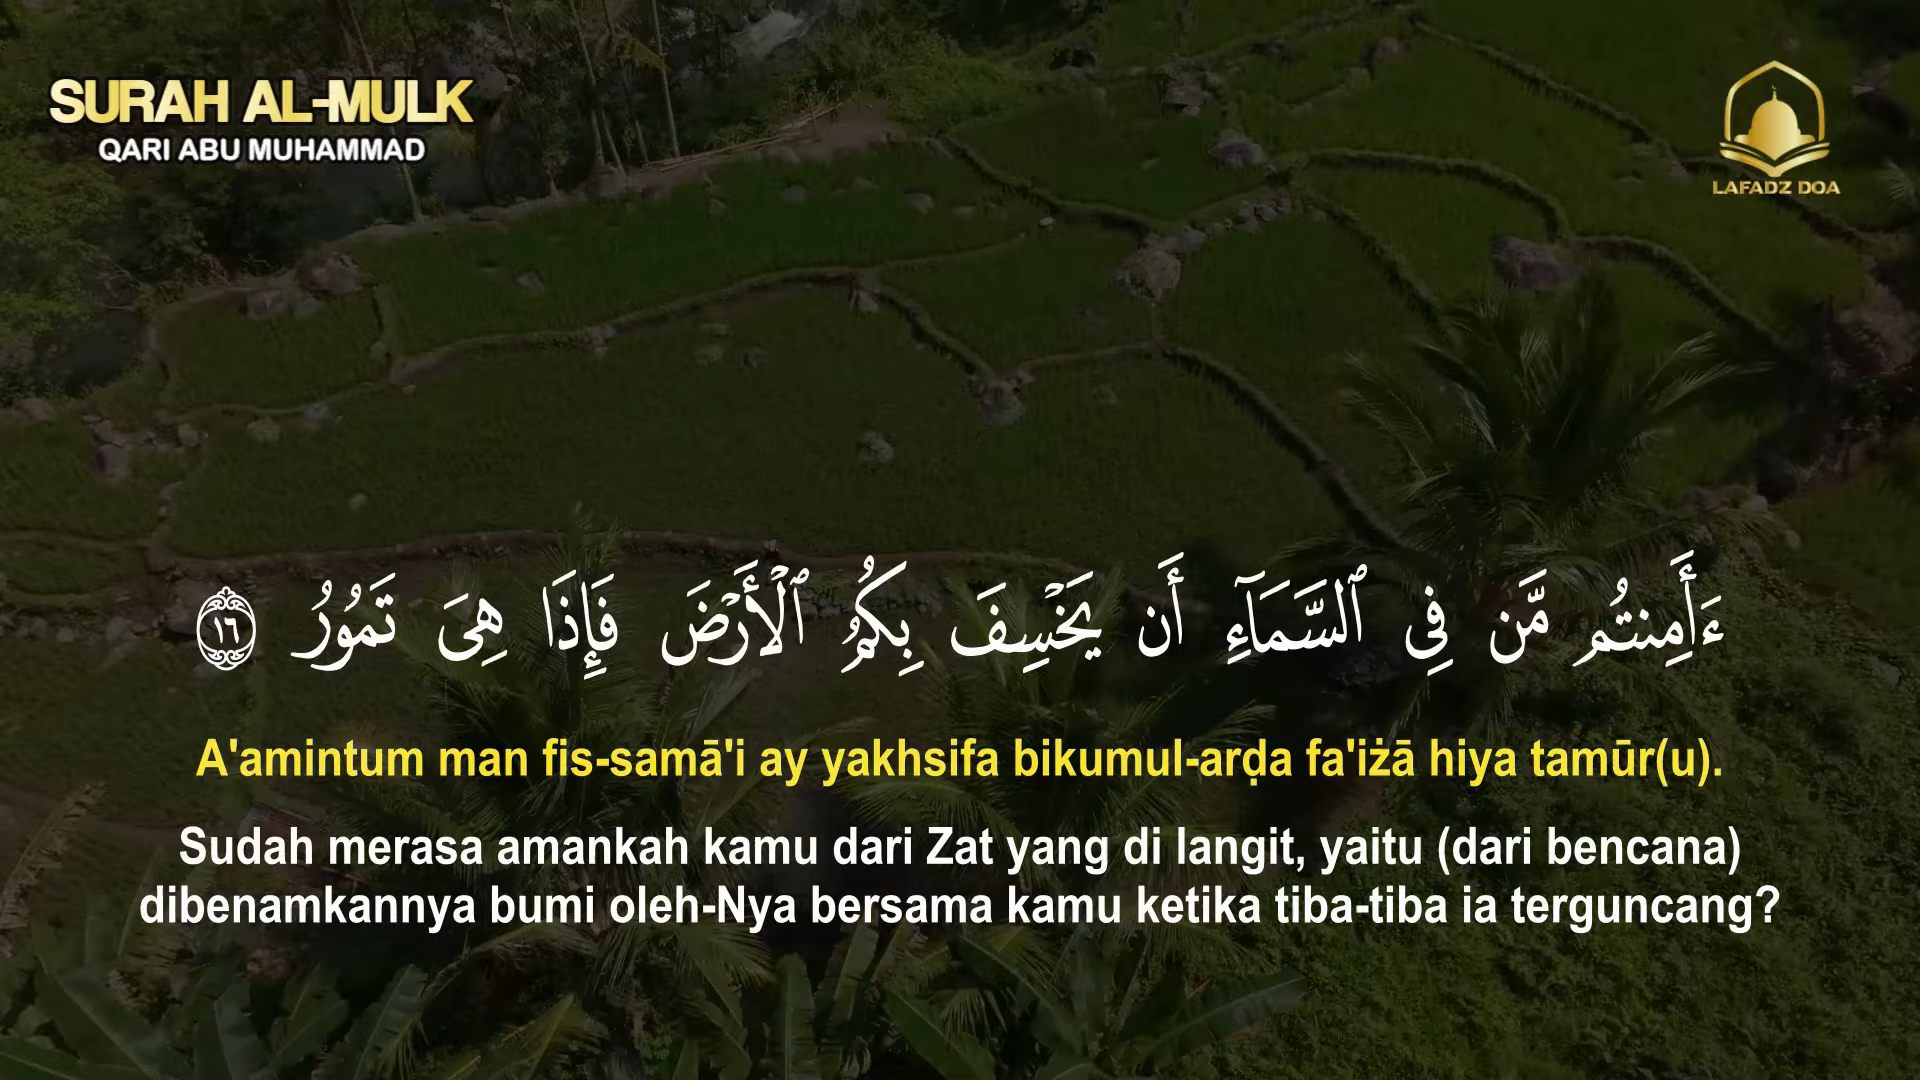 SURAH AL-MULK
QARI ABU MUHAMMAD
LAFADZ DOA
ءَأَمِنتُم مَّن فِى ٱلسَّمَآءِ أَن يَخْسِفَ بِكُمُ ٱلْأَرْضَ فَإِذَا هِىَ تَمُورُ ١٦
A'amintum man fis-samā'i ay yakhsifa bikumul-arḍa fa'iżā hiya tamūr(u).
Sudah merasa amankah kamu dari Zat yang di langit, yaitu (dari bencana)
dibenamkannya bumi oleh-Nya bersama kamu ketika tiba-tiba ia terguncang?